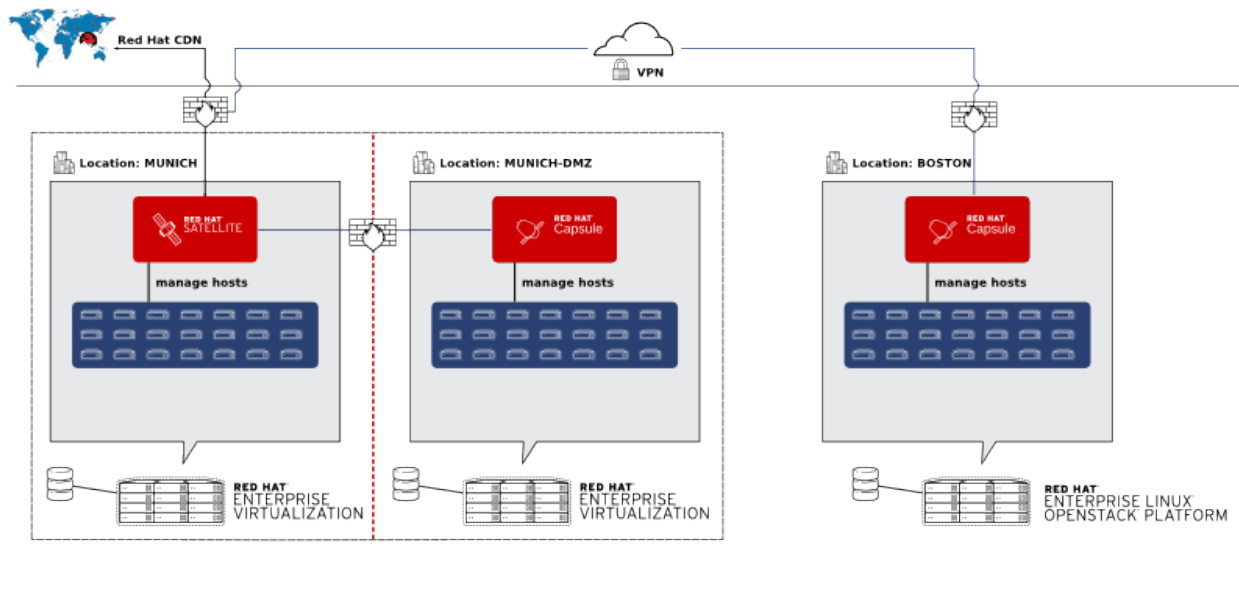 Red Hat CDN
VPN
Location: MUNICH
Location: MUNICH-DMZ
Location: BOSTON
RED HAT
SATELLITE
RED HAT
Capsule
RED HAT
Capsule
manage hosts
manage hosts
manage hosts
RED HAT
ENTERPRISE
VIRTUALIZATION
RED HAT
ENTERPRISE
VIRTUALIZATION
RED HAT
ENTERPRISE LINUX
OPENSTACK PLATFORM